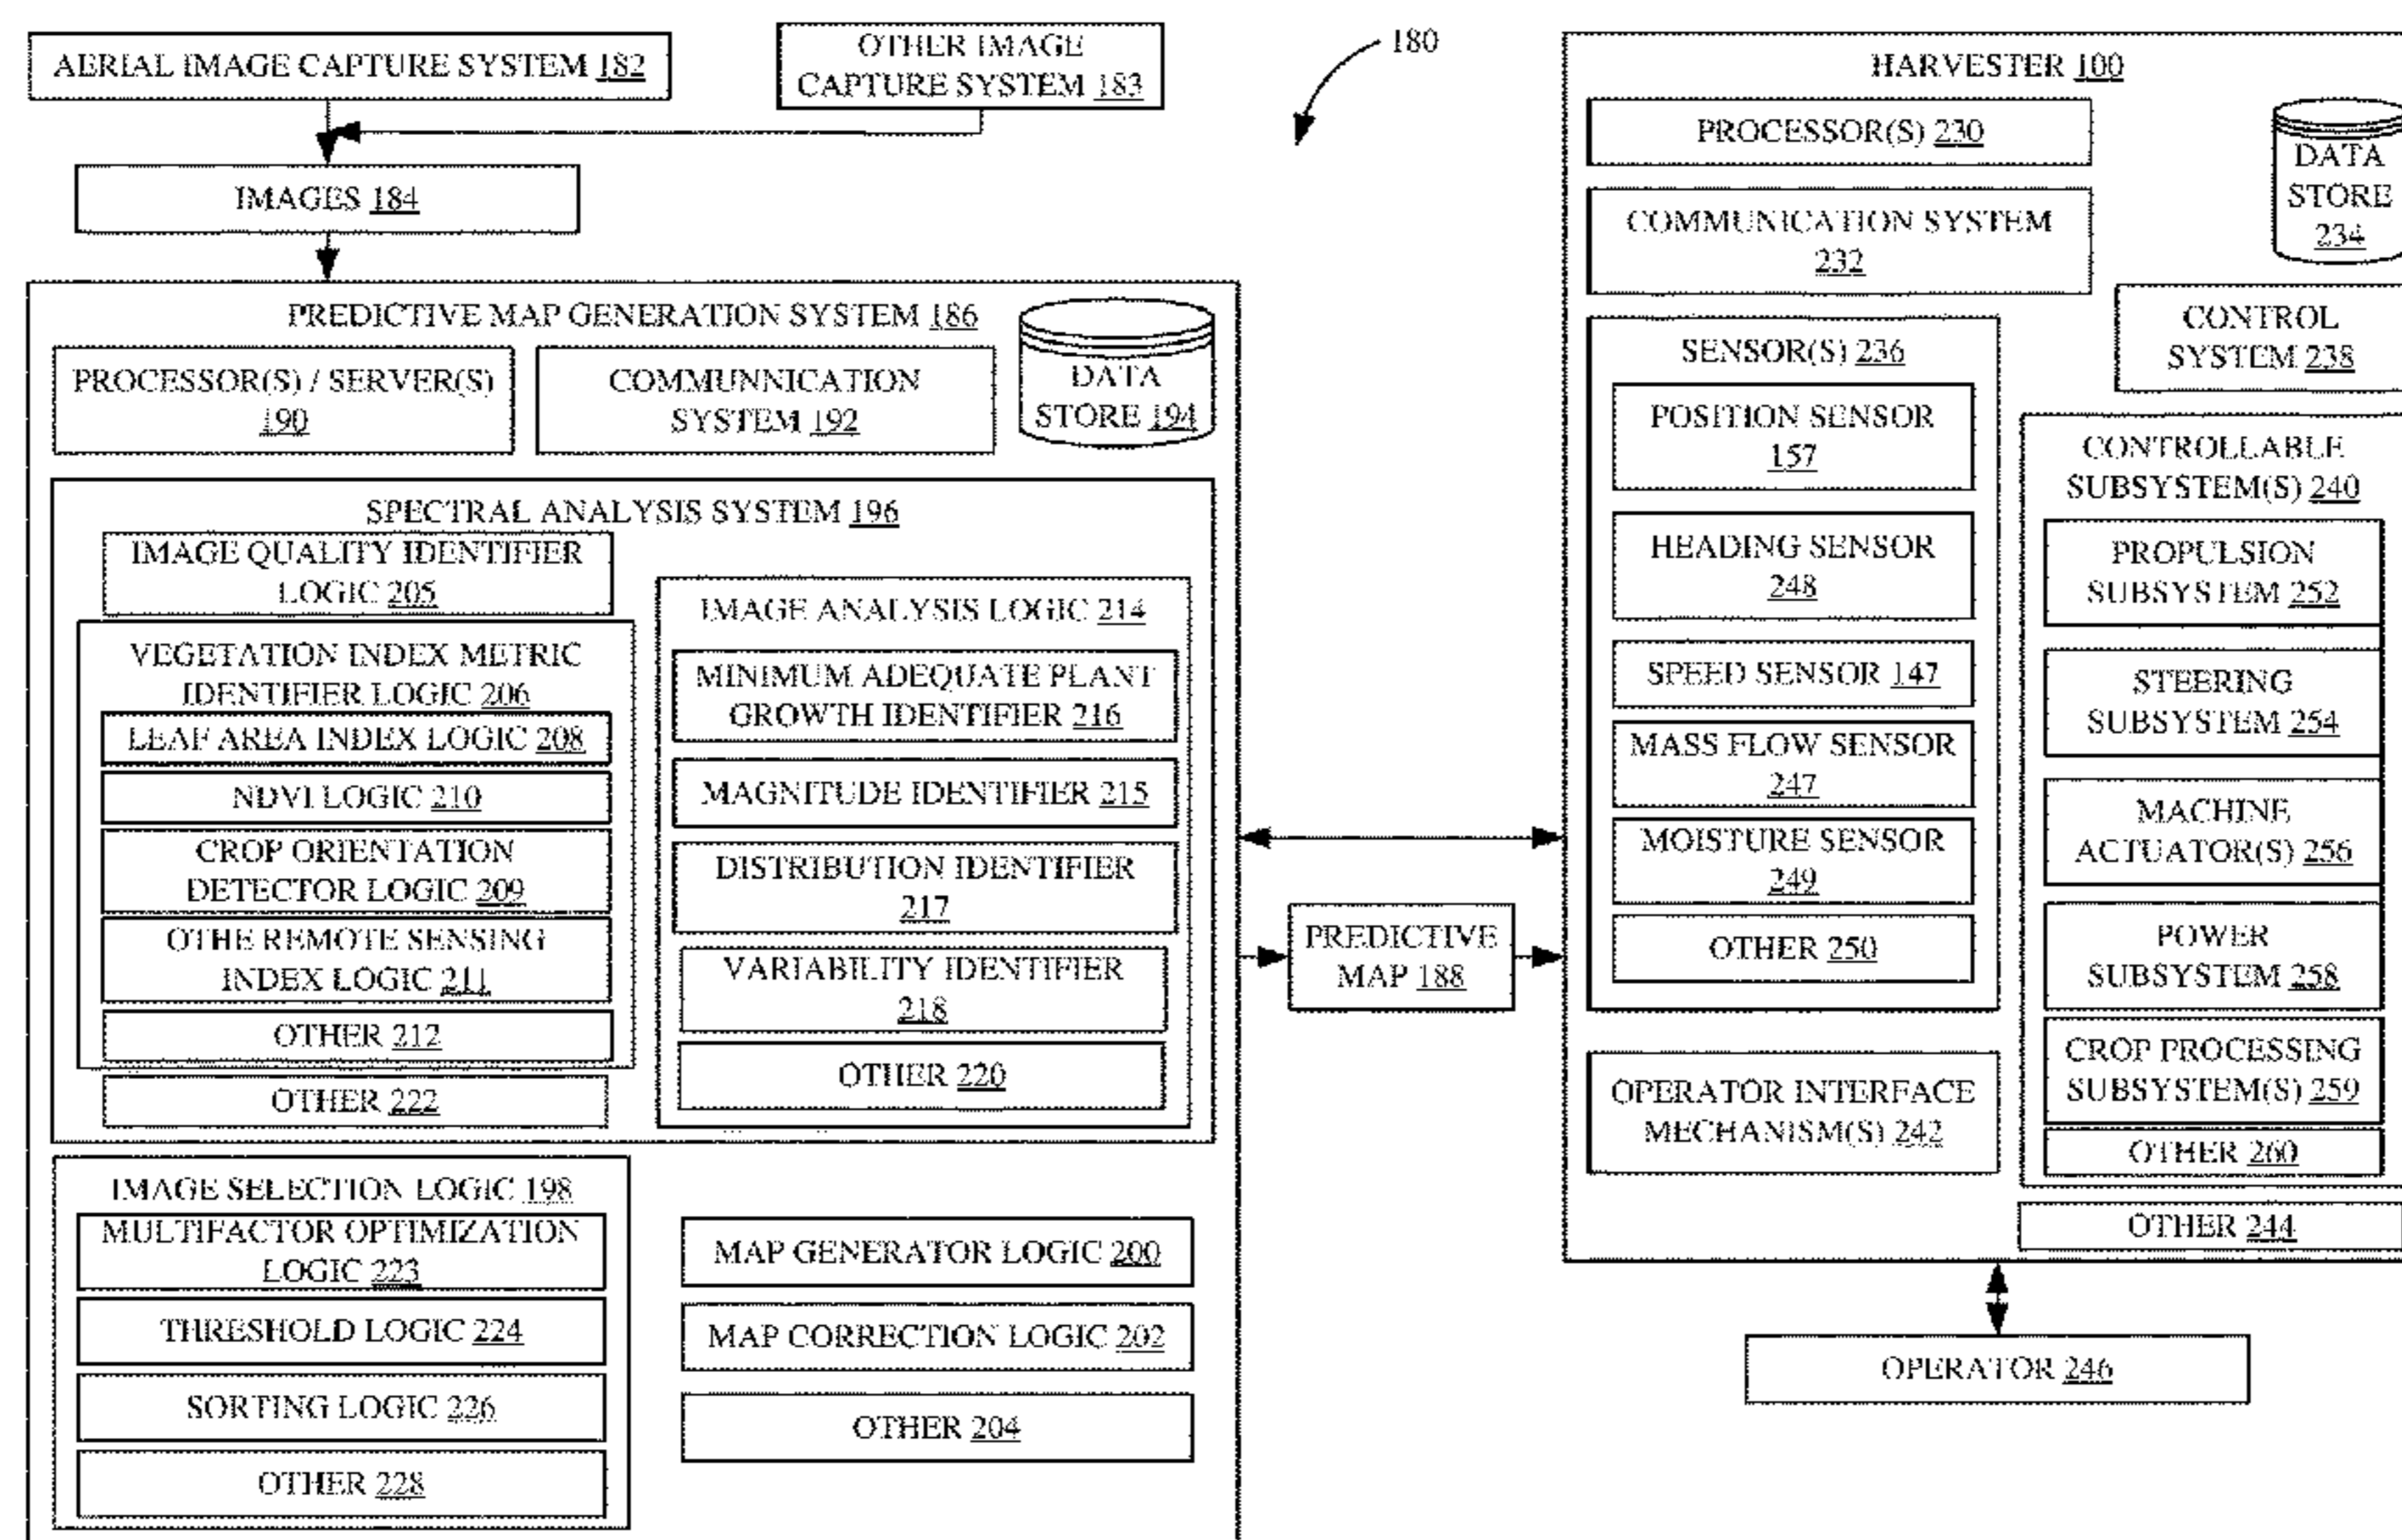 AERIAL IMAGE CAPTURE SYSTEM 182
OTHER IMAGE
CAPTURE SYSTEM 183
180
IMAGES 184
PREDICTIVE MAP GENERATION SYSTEM 186
PROCESSOR(S) / SERVER(S)
190
COMMUNNICATION
SYSTEM 192
DATA
STORE 194
SPECTRAL ANALYSIS SYSTEM 196
IMAGE QUALITY IDENTIFIER
LOGIC 205
VEGETATION INDEX METRIC
IDENTIFIER LOGIC 206
LEAF AREA INDEX LOGIC 208
NDVI LOGIC 210
CROP ORIENTATION
DETECTOR LOGIC 209
OTHE REMOTE SENSING
INDEX LOGIC 211
OTHER 212
OTHER 222
IMAGE ANALYSIS LOGIC 214
MINIMUM ADEQUATE PLANT
GROWTH IDENTIFIER 216
MAGNITUDE IDENTIFIER 215
DISTRIBUTION IDENTIFIER
217
VARIABILITY IDENTIFIER
218
OTHER 220
IMAGE SELECTION LOGIC 198
MULTIFACTOR OPTIMIZATION
LOGIC 223
THRESHOLD LOGIC 224
SORTING LOGIC 226
OTHER 228
MAP GENERATOR LOGIC 200
MAP CORRECTION LOGIC 202
OTHER 204
PREDICTIVE
MAP 188
HARVESTER 100
PROCESSOR(S) 230
COMMUNICATION SYSTEM
232
DATA
STORE
234
SENSOR(S) 236
POSITION SENSOR
157
HEADING SENSOR
248
SPEED SENSOR 147
MASS FLOW SENSOR
247
MOISTURE SENSOR
249
OTHER 250
OPERATOR INTERFACE
MECHANISM(S) 242
CONTROL
SYSTEM 238
CONTROLLABLE
SUBSYSTEM(S) 240
PROPULSION
SUBSYSTEM 252
STEERING
SUBSYSTEM 254
MACHINE
ACTUATOR(S) 256
POWER
SUBSYSTEM 258
CROP PROCESSING
SUBSYSTEM(S) 259
OTHER 260
OTHER 244
OPERATOR 246